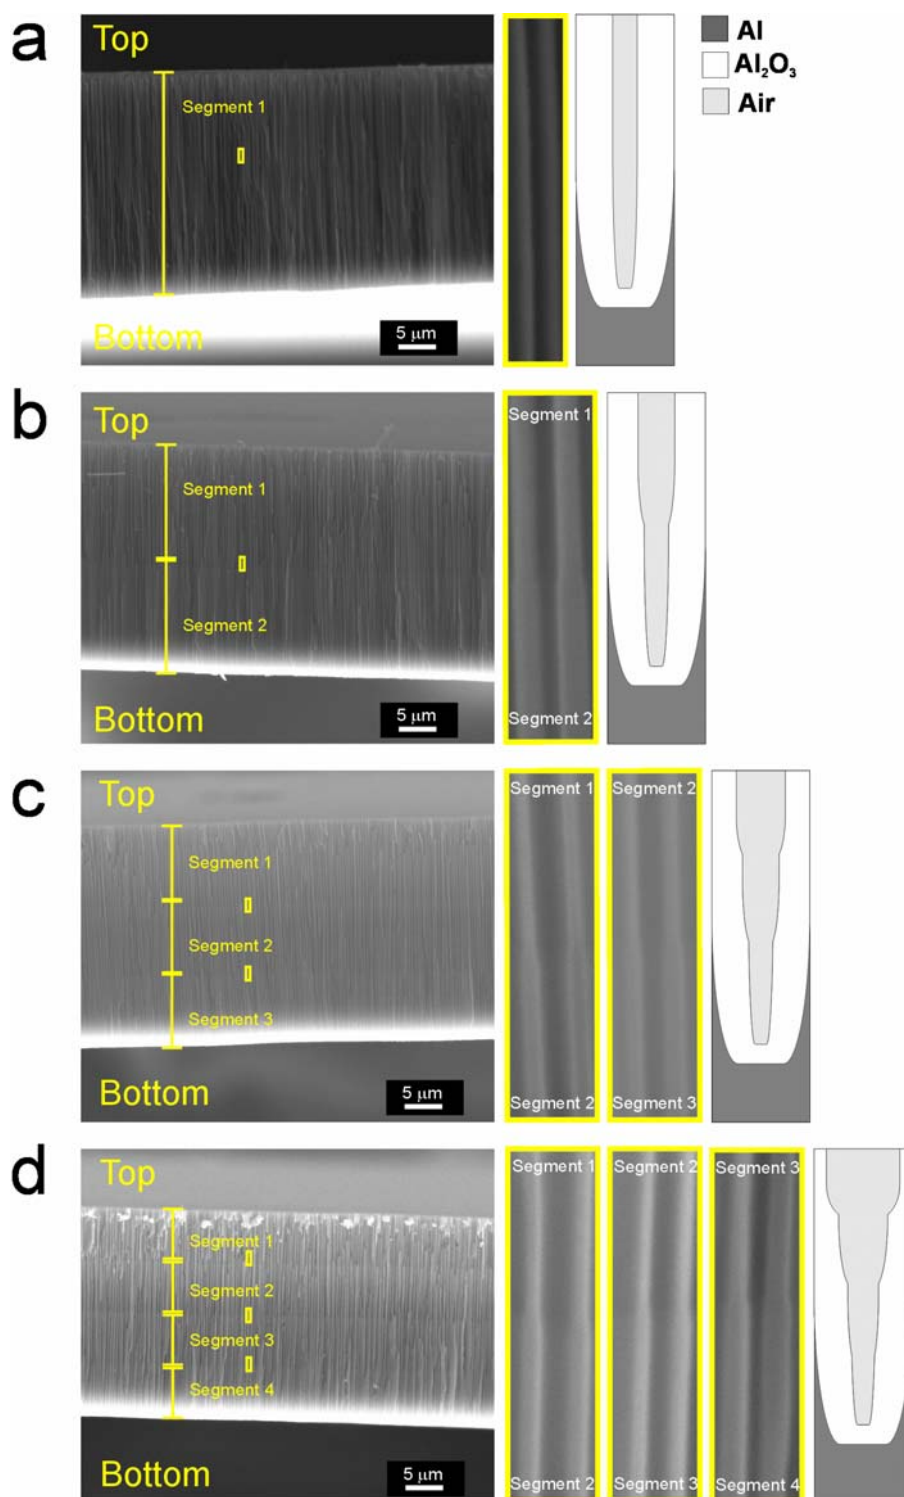 a
Top
Segment 1
Bottom
5 μm
Al
Al₂O₃
Air
b
Top
Segment 1
Segment 2
Bottom
5 μm
Segment 1
Segment 2
c
Top
Segment 1
Segment 2
Segment 3
Bottom
5 μm
Segment 1
Segment 2
Segment 2
Segment 3
d
Top
Segment 1
Segment 2
Segment 3
Segment 4
Bottom
5 μm
Segment 1
Segment 2
Segment 2
Segment 3
Segment 3
Segment 4